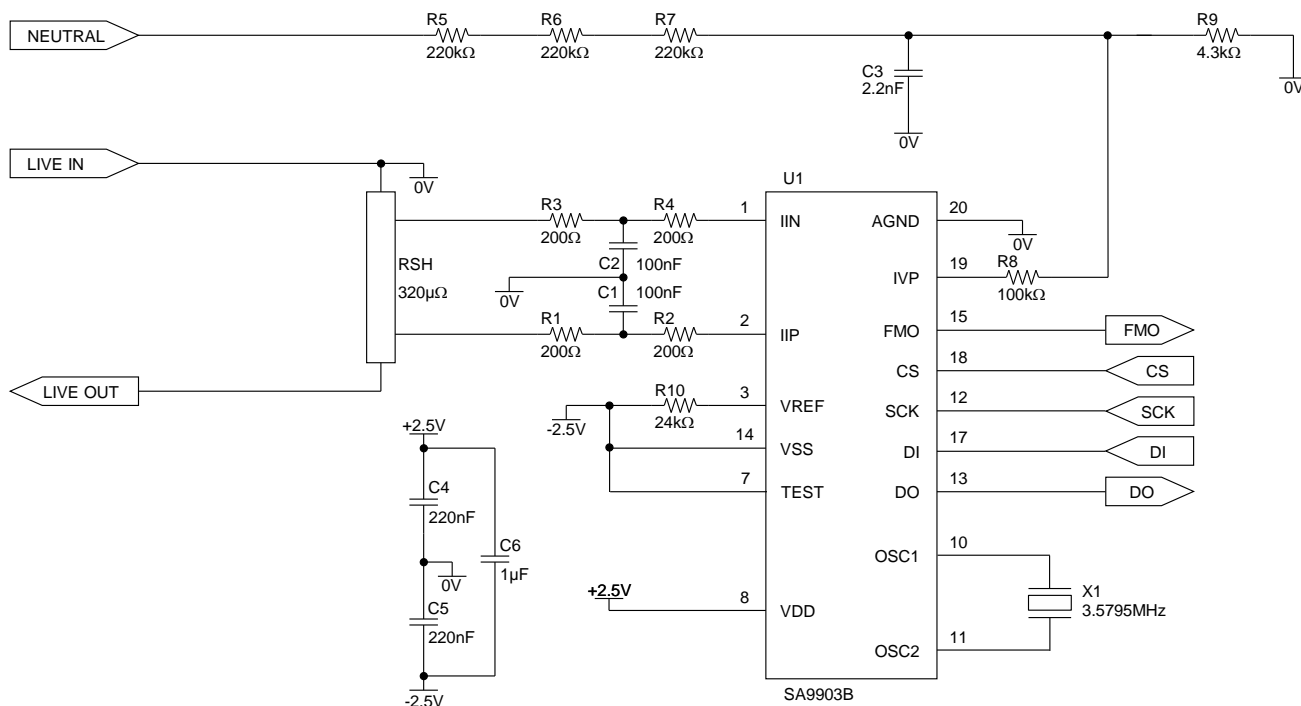 NEUTRAL
R5
220kΩ
R6
220kΩ
R7
220kΩ
C3
2.2nF
0V
R9
4.3kΩ
0V
LIVE IN
0V
RSH
320µΩ
LIVE OUT
R3
200Ω
R4
200Ω
C2
100nF
0V
C1
100nF
R1
200Ω
R2
200Ω
R10
24kΩ
-2.5V
+2.5V
C4
220nF
0V
C6
1µF
C5
220nF
-2.5V
+2.5V
U1
1
IIN
2
IIP
3
VREF
14
VSS
7
TEST
8
VDD
AGND
20
0V
IVP
19
R8
100kΩ
FMO
15
FMO
CS
18
CS
SCK
12
SCK
DI
17
DI
DO
13
DO
OSC1
10
X1
3.5795MHz
OSC2
11
SA9903B